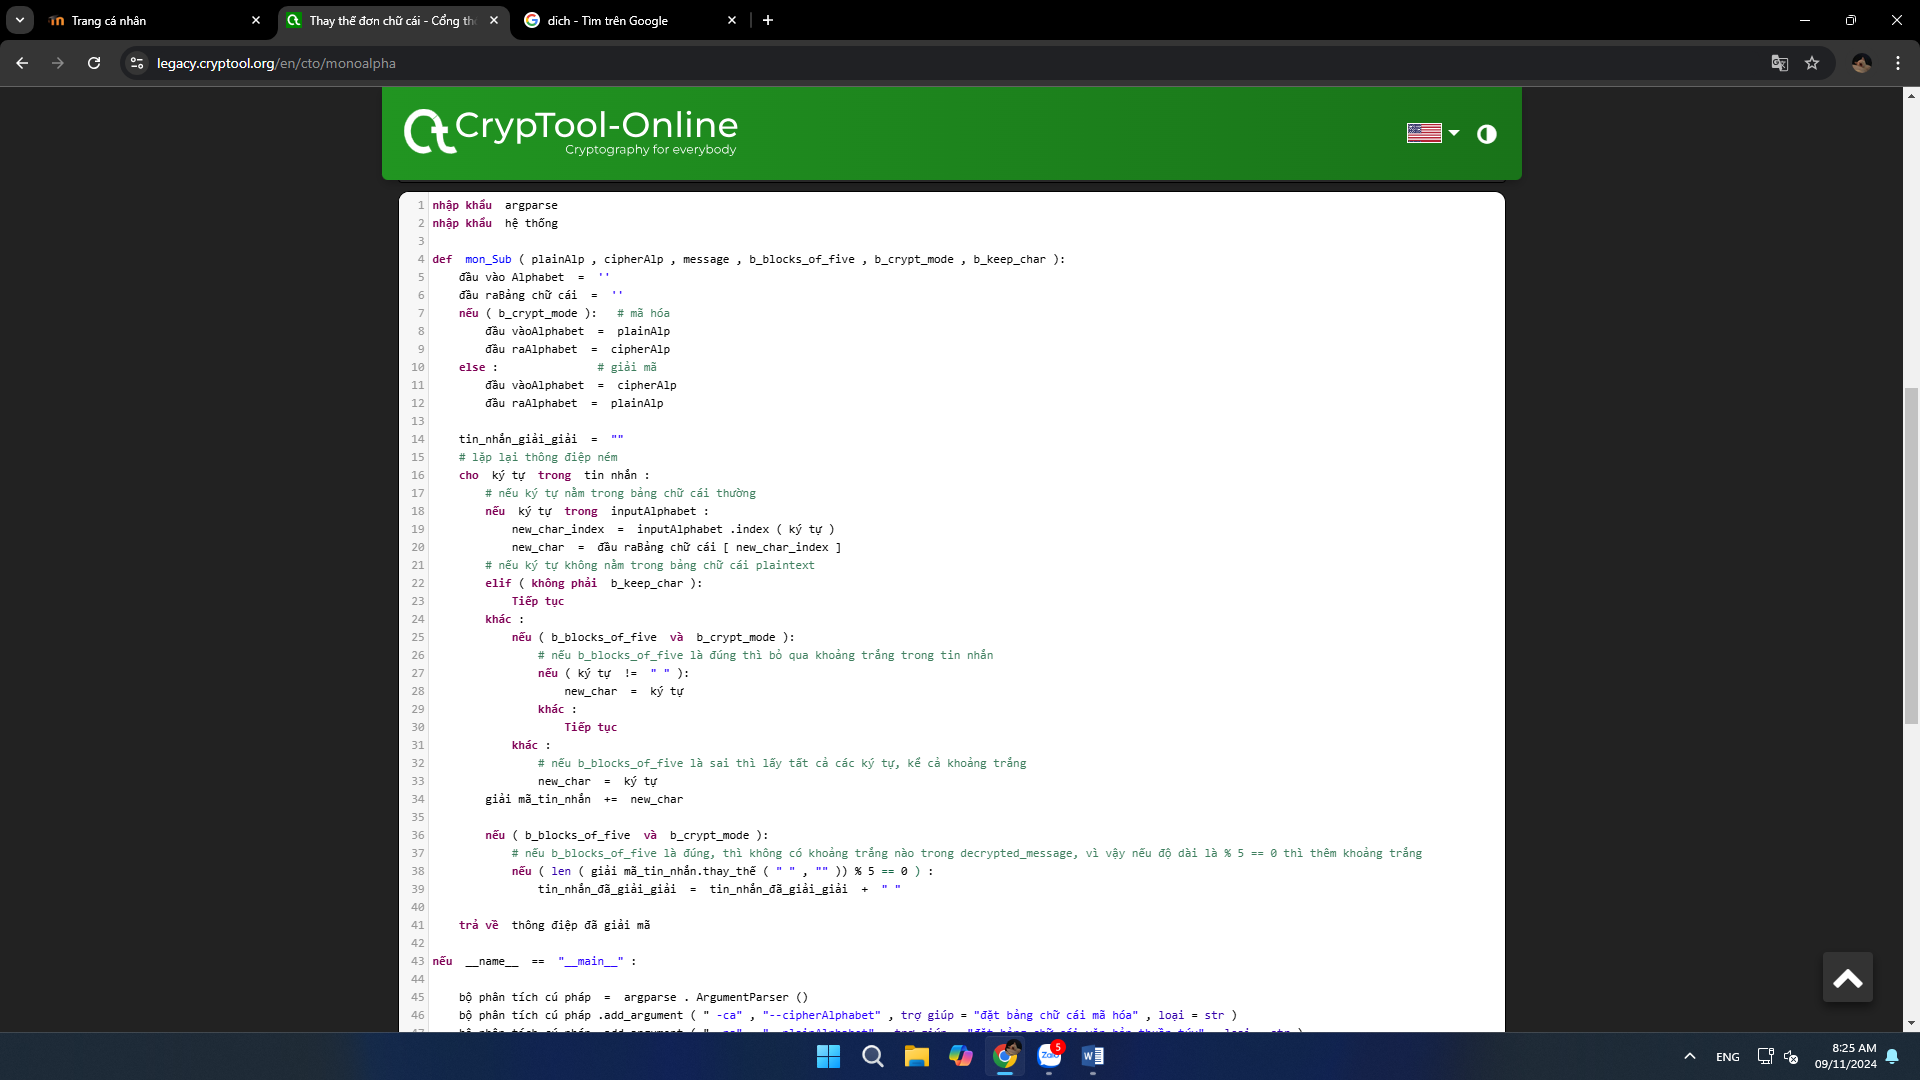 Trang cá nhân
Thay thế đơn chữ cái - Cổng th
dich - Tìm trên Google
legacy.cryptool.org/en/cto/monoalpha
CrypTool-Online
Cryptography for everybody
1 nhập khẩu argparse
2 nhập khẩu hệ thống
3
4 def mon_Sub ( plainAlp , cipherAlp , message , b_blocks_of_five , b_crypt_mode , b_keep_char ):
5 đầu vào Alphabet = ''
6 đầu raBảng chữ cái = ''
7 nếu ( b_crypt_mode ): # mã hóa
8 đầu vàoAlphabet = plainAlp
9 đầu raAlphabet = cipherAlp
10 else : # giải mã
11 đầu vàoAlphabet = cipherAlp
12 đầu raAlphabet = plainAlp
13
14 tin_nhắn_giải_giải = ""
15 # lặp lại thông điệp ném
16 cho ký tự trong tin nhắn :
17 # nếu ký tự nằm trong bảng chữ cái thường
18 nếu ký tự trong inputAlphabet :
19 new_char_index = inputAlphabet .index ( ký tự )
20 new_char = đầu raBảng chữ cái [ new_char_index ]
21 # nếu ký tự không nằm trong bảng chữ cái plaintext
22 elif ( không phải b_keep_char ):
23 Tiếp tục
24 khác :
25 nếu ( b_blocks_of_five và b_crypt_mode ):
26 # nếu b_blocks_of_five là đúng thì bỏ qua khoảng trắng trong tin nhắn
27 nếu ( ký tự != " " ):
28 new_char = ký tự
29 khác :
30 Tiếp tục
31 khác :
32 # nếu b_blocks_of_five là sai thì lấy tất cả các ký tự, kể cả khoảng trắng
33 new_char = ký tự
34 giải mã_tin_nhắn += new_char
35
36 nếu ( b_blocks_of_five và b_crypt_mode ):
37 # nếu b_blocks_of_five là đúng, thì không có khoảng trắng nào trong decrypted_message, vì vậy nếu độ dài là % 5 == 0 thì thêm khoảng trắng
38 nếu ( len ( giải mã_tin_nhắn.thay_thế ( " " , "" )) % 5 == 0 ) :
39 tin_nhắn_đã_giải_giải = tin_nhắn_đã_giải_giải + " "
40
41 trả về thông điệp đã giải mã
42
43 nếu __name__ == "__main__" :
44
45 bộ phân tích cú pháp = argparse . ArgumentParser ()
46 bộ phân tích cú pháp .add_argument ( " -ca" , "--cipherAlphabet" , trợ giúp = "đặt bảng chữ cái mã hóa" , loại = str )
Zalo
5
ENG
8:25 AM
09/11/2024